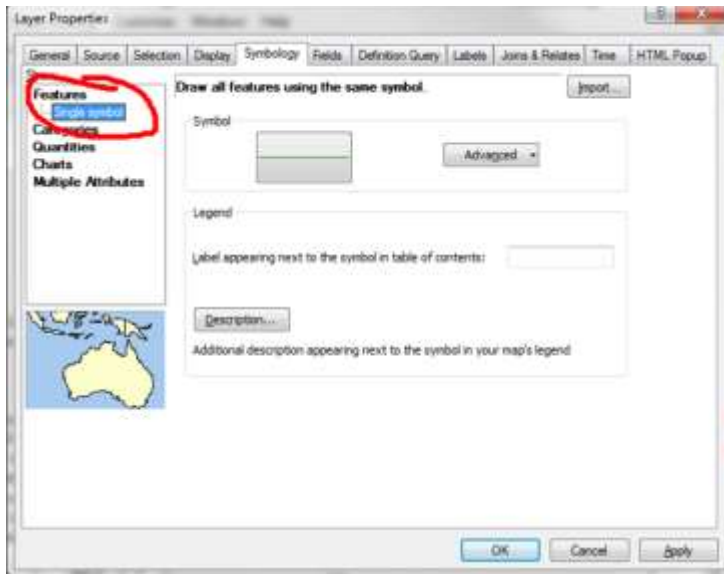 Layer Properties
General Source Selection Display Symbology Fields Definition Query Labels Joins & Relates Time HTML Popup
Features
Single symbol
Categories
Quantities
Charts
Multiple Attributes
Draw all features using the same symbol.
Import...
Symbol
Advanced
Legend
Label appearing next to the symbol in table of contents:
Description...
Additional description appearing next to the symbol in your map's legend
OK Cancel Apply